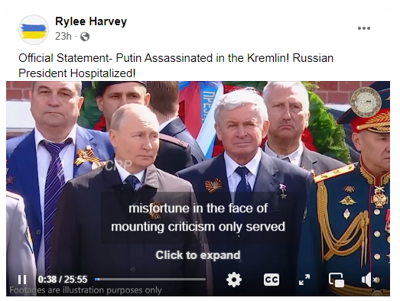 Rylee Harvey
23h ·
Official Statement- Putin Assassinated in the Kremlin! Russian
President Hospitalized!
misfortune in the face of
mounting criticism only served
Click to expand
0:38 / 25:55
CC
Footages are illustration purposes only